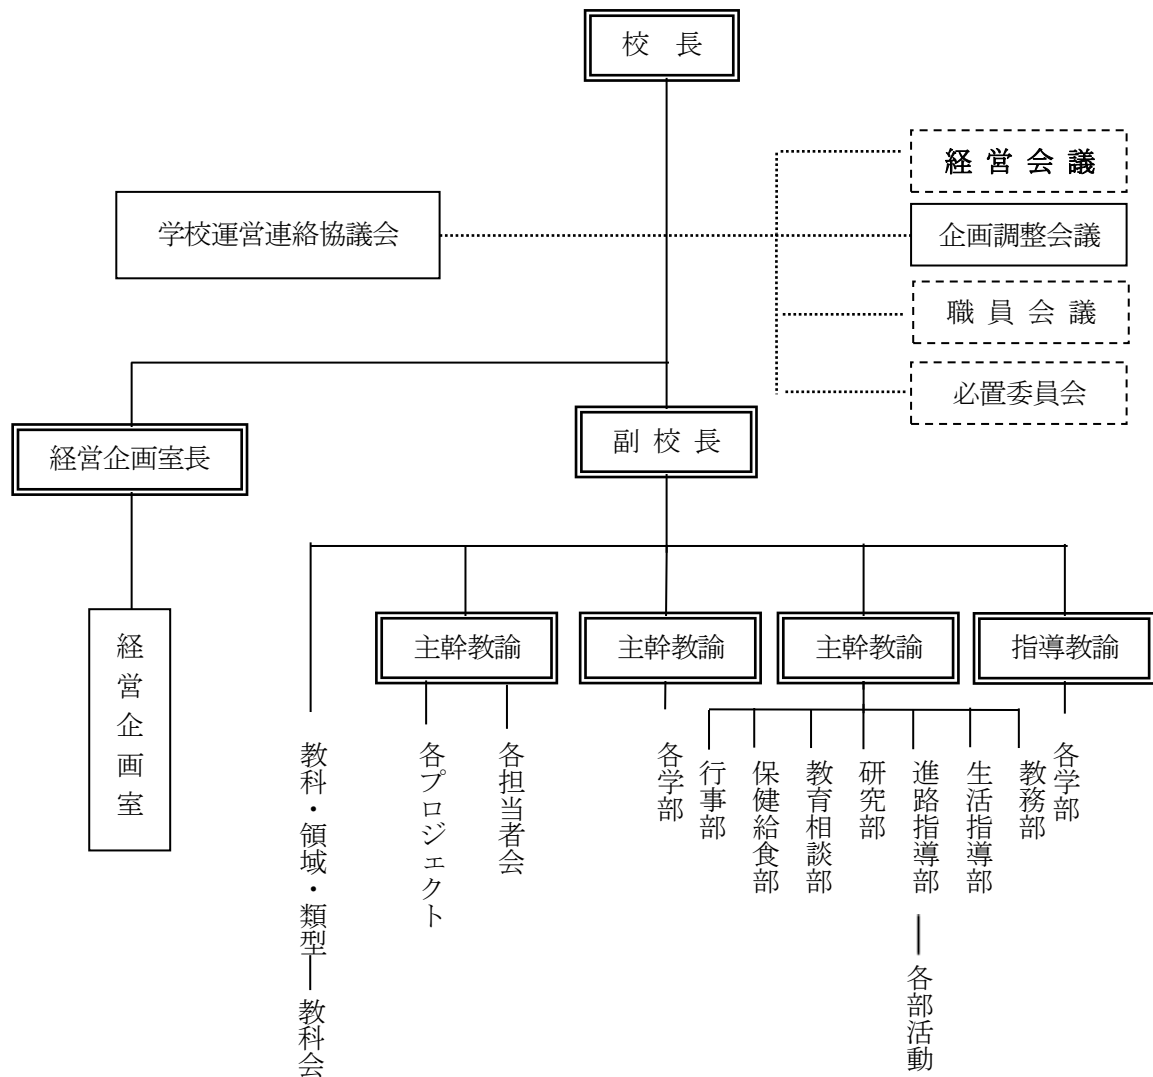 校 長
経 営 会 議
学校運営連絡協議会
企画調整会議
職 員 会 議
必置委員会
副 校 長
経営企画室長
主幹教諭
主幹教諭
主幹教諭
指導教諭
経営企画室
教科・領域・類型
教科会
各プロジェクト
各担当者会
各学部
行事部
保健給食部
教育相談部
研究部
進路指導部
生活指導部
教務部
各学部
各部活動